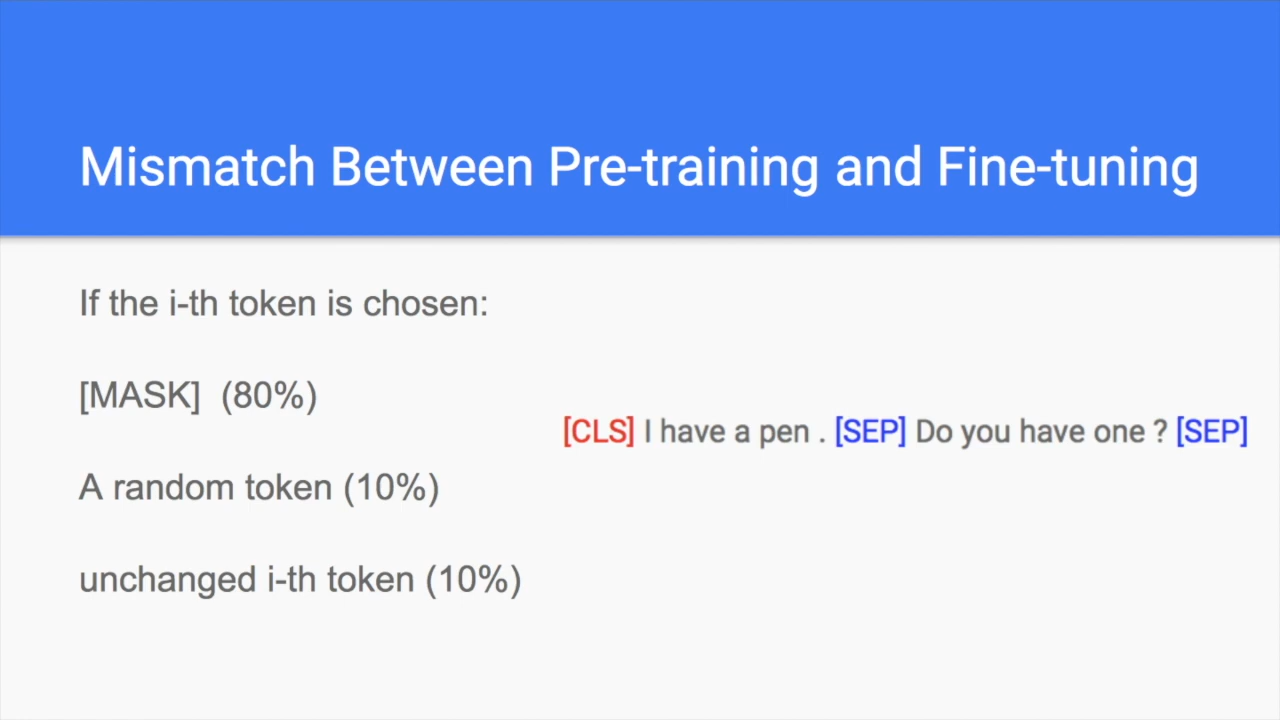 Mismatch Between Pre-training and Fine-tuning
If the i-th token is chosen:
[MASK]  (80%)
[CLS] I have a pen . [SEP] Do you have one ? [SEP]
A random token (10%)
unchanged i-th token (10%)